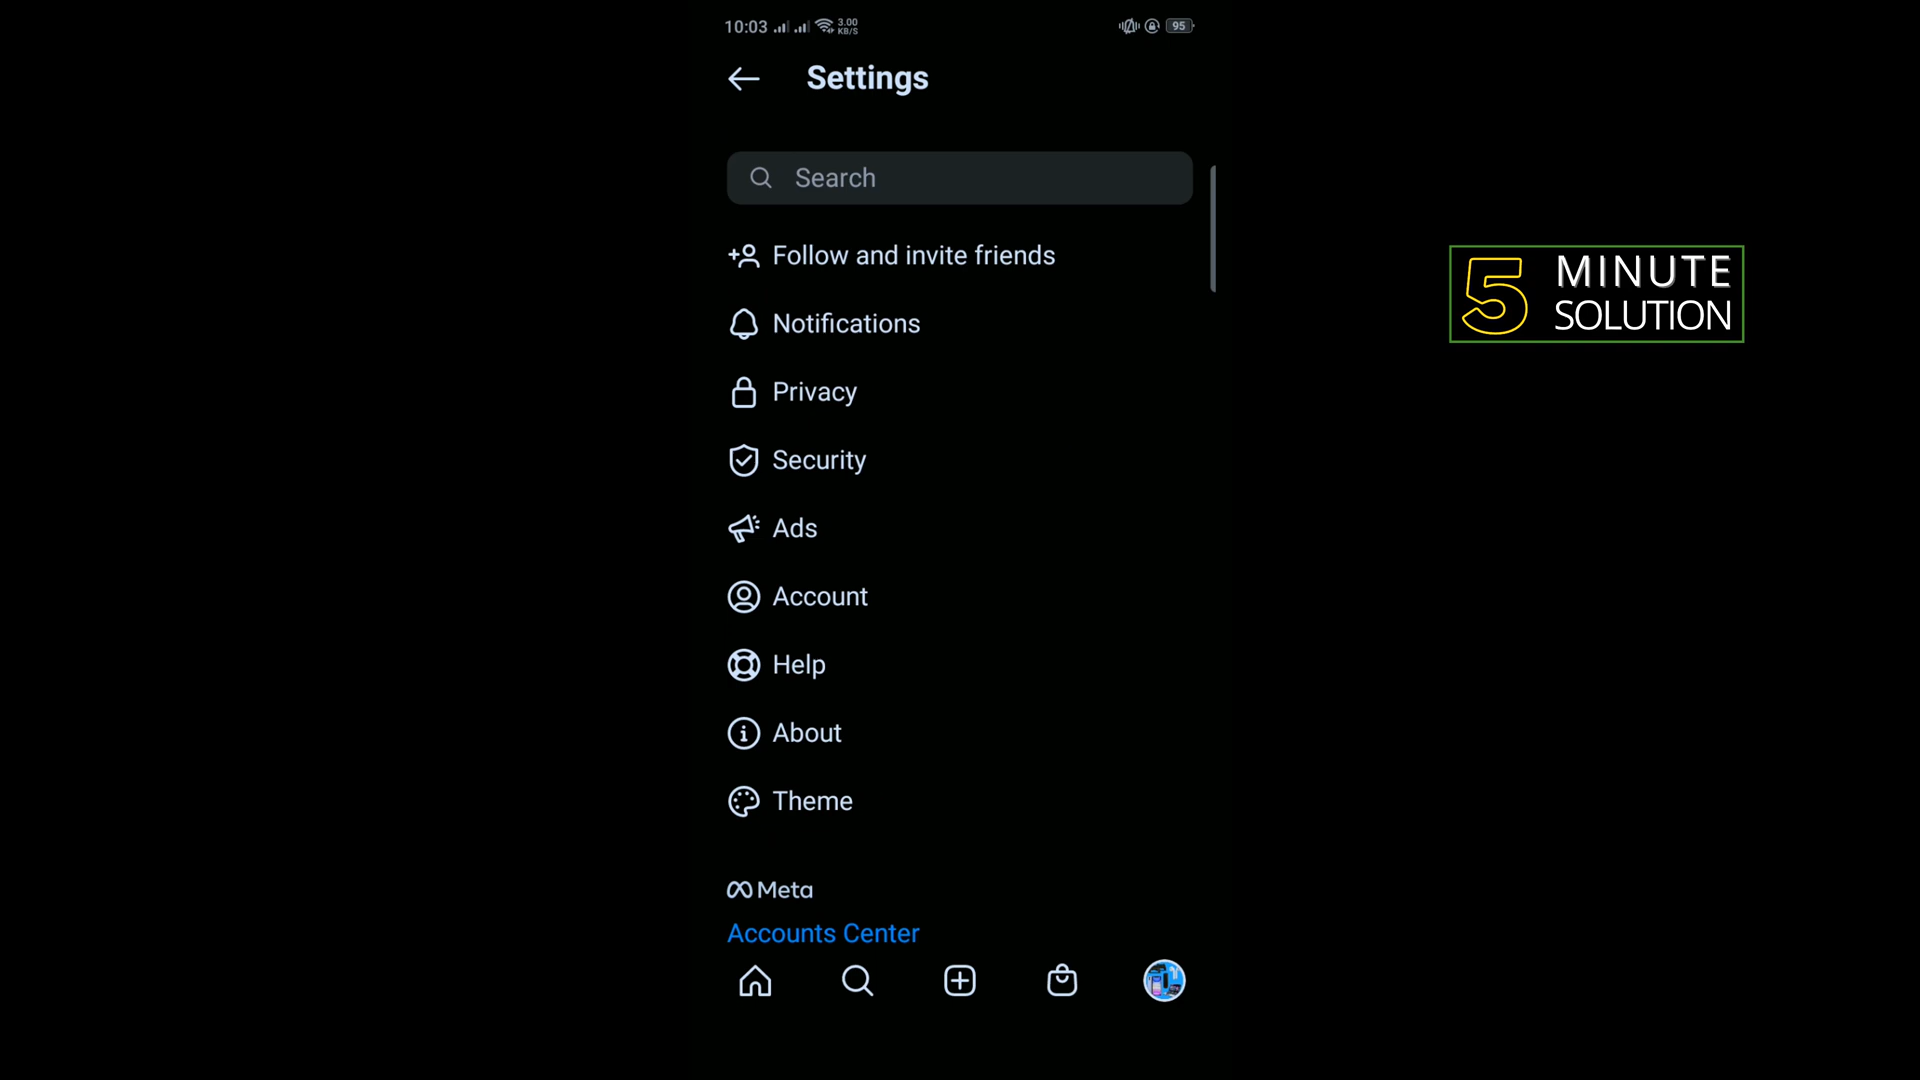 10:03 3.00 KB/S 95
Settings
Search
Follow and invite friends
Notifications
Privacy
Security
Ads
Account
Help
About
Theme
Meta
Accounts Center
5 MINUTE
SOLUTION